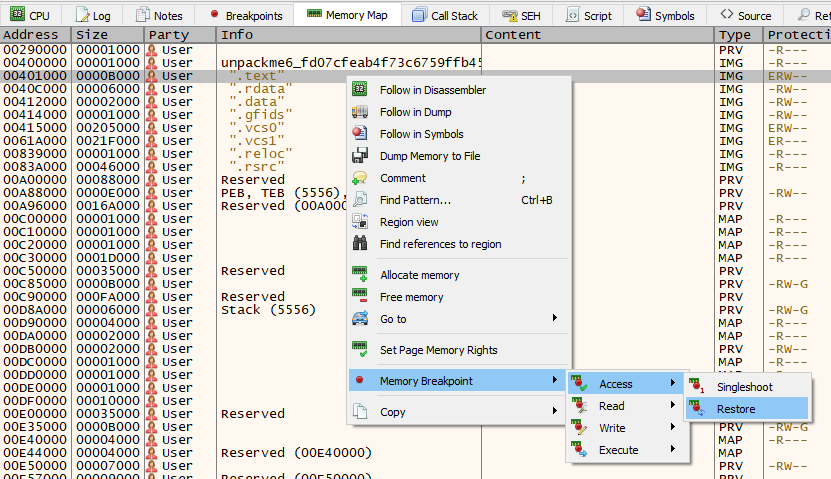 CPU Log Notes Breakpoints Memory Map Call Stack SEH Script Symbols Source Refe
Address Size Party Info Content Type Protecti
00290000 00001000 User PRV -R---
00400000 00001000 User unpackme6_fd07cfeab4f73c6759ffb45 IMG -R---
00401000 0000B000 User ".text" IMG ERW--
0040C000 00006000 User ".rdata" IMG -R---
00412000 00002000 User ".data" IMG -RW--
00414000 00001000 User ".gfids" IMG -R---
00415000 00205000 User ".vcs0" IMG ERW--
0061A000 0021F000 User ".vcs1" IMG ER---
00839000 00001000 User ".reloc" IMG -R---
0083A000 00046000 User ".rsrc" IMG -R---
00A00000 00088000 User Reserved PRV
00A88000 0000E000 User PEB, TEB (5556), PRV -RW--
00A96000 0016A000 User Reserved (00A000 PRV
00C00000 00001000 User MAP -R---
00C10000 00001000 User MAP -R---
00C20000 00001000 User MAP -R---
00C30000 0001D000 User MAP -R---
00C50000 00035000 User Reserved PRV
00C85000 0000B000 User PRV -RW-G
00C90000 000FA000 User Reserved PRV
00D8A000 00006000 User Stack (5556) PRV -RW-G
00D90000 00004000 User MAP -R---
00DA0000 00002000 User MAP -R---
00DB0000 00002000 User PRV -RW--
00DC0000 00001000 User MAP -R---
00DD0000 00001000 User
00DE0000 00001000 User
00DF0000 00010000 User
00E00000 00035000 User Reserved
00E35000 0000B000 User PRV -RW-G
00E40000 00004000 User MAP -R---
00E44000 0000C000 User Reserved (00E40000) MAP
00E50000 00007000 User PRV -RW--
00E57000 00009000 User Reserved (00E50000) PRV
Follow in Disassembler
Follow in Dump
Follow in Symbols
Dump Memory to File
Comment ;
Find Pattern... Ctrl+B
Region view
Find references to region
Allocate memory
Free memory
Go to
Set Page Memory Rights
Memory Breakpoint
Copy
Access
Read
Write
Execute
Singleshoot
Restore